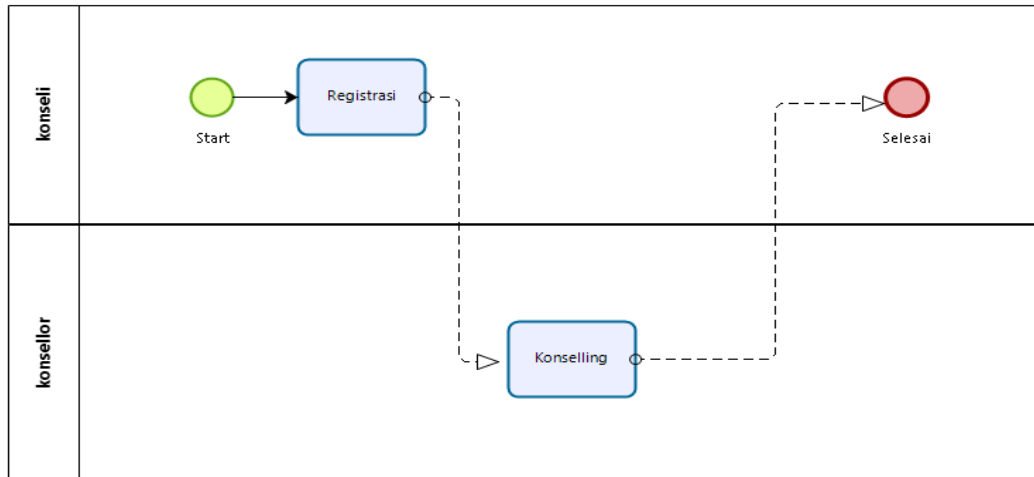 konseli
Start
Registrasi
Selesai
konsellor
Konselling